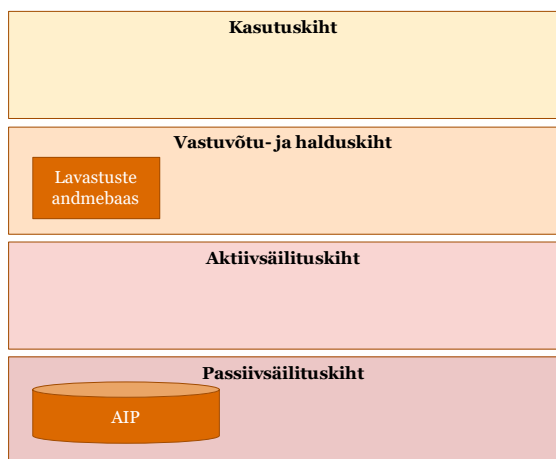 Kasutuskiht
Vastuvõtu- ja halduskiht
Lavastuste
andmebaas
Aktiivsäilituskiht
Passiivsäilituskiht
AIP